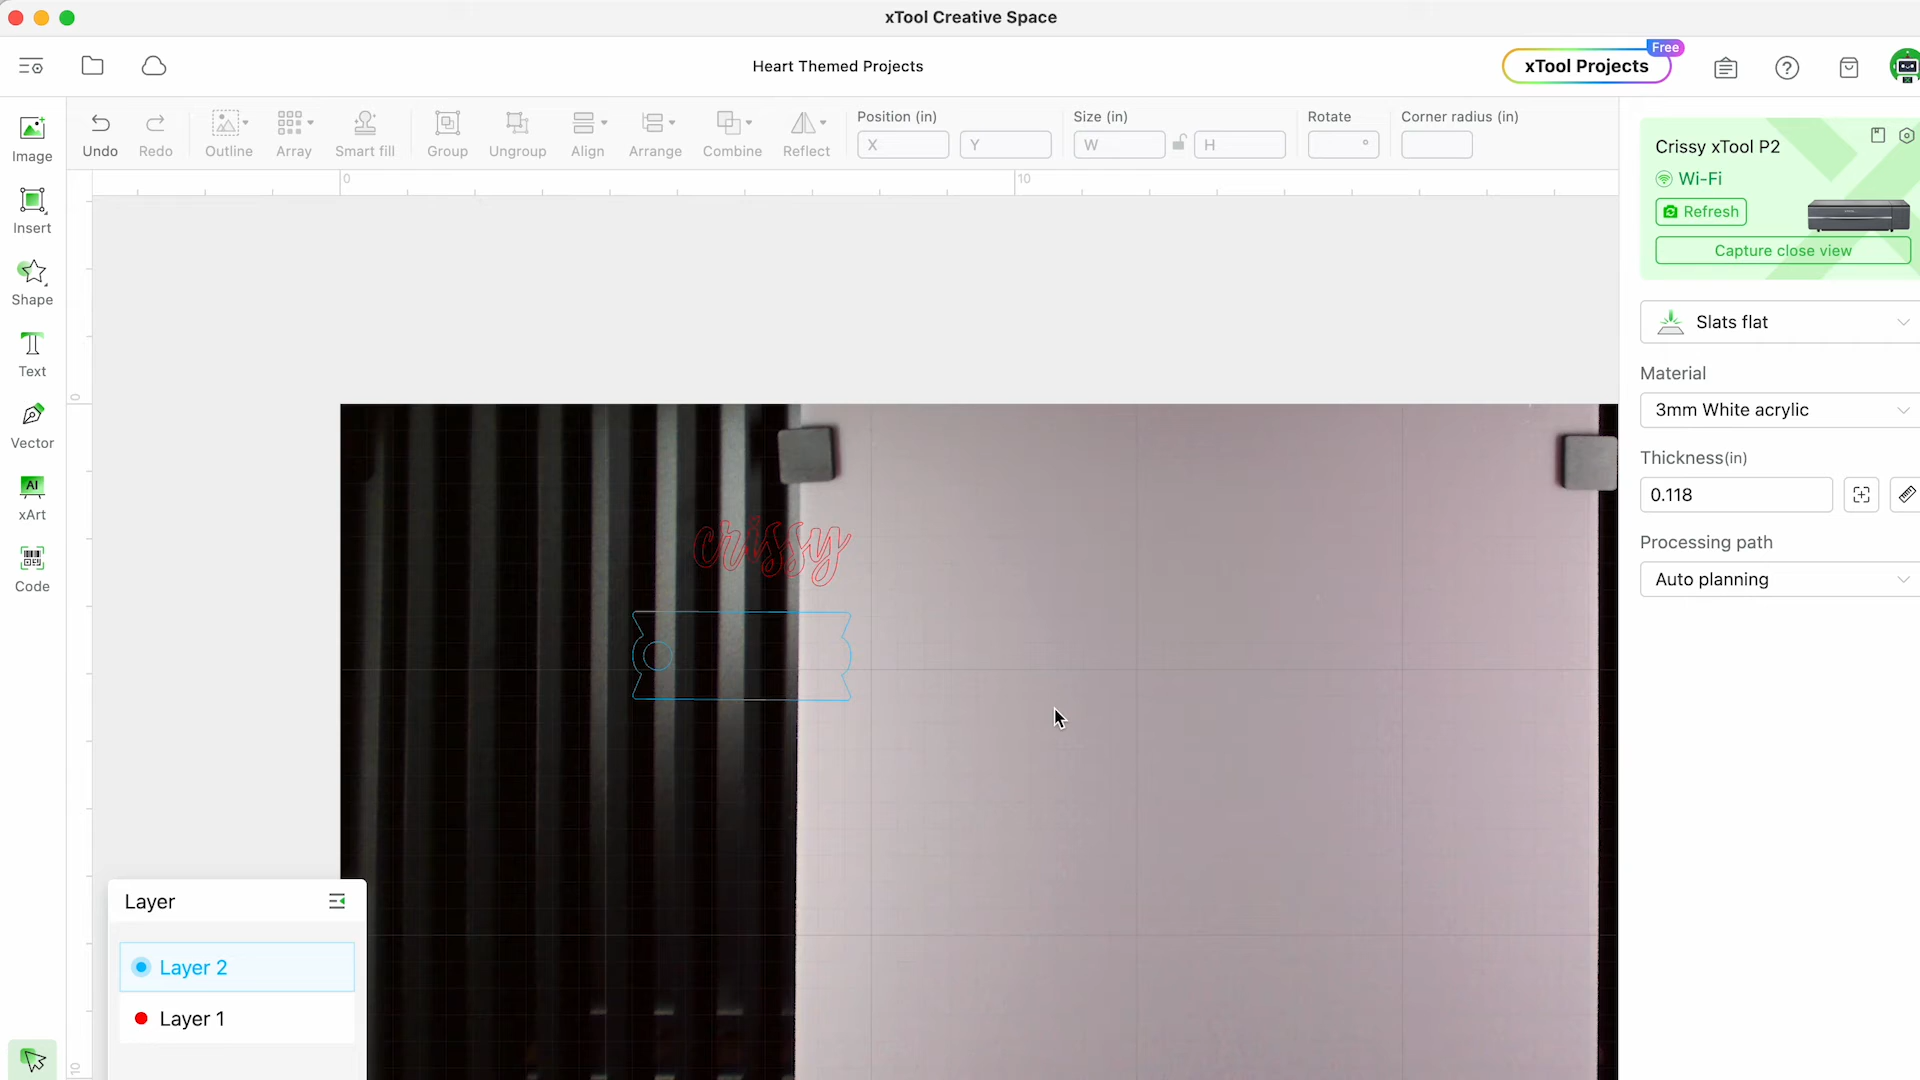 xTool Creative Space
Heart Themed Projects
xTool Projects
Free
Image
Insert
Shape
Text
Vector
AI
xArt
Code
Undo
Redo
Outline
Array
Smart fill
Group
Ungroup
Align
Arrange
Combine
Reflect
Position (in)
X
Y
Size (in)
W
H
Rotate
°
Corner radius (in)
0
10
0
10
crissy
Layer
Layer 2
Layer 1
Crissy xTool P2
Wi-Fi
Refresh
Capture close view
Slats flat
Material
3mm White acrylic
Thickness(in)
0.118
Processing path
Auto planning